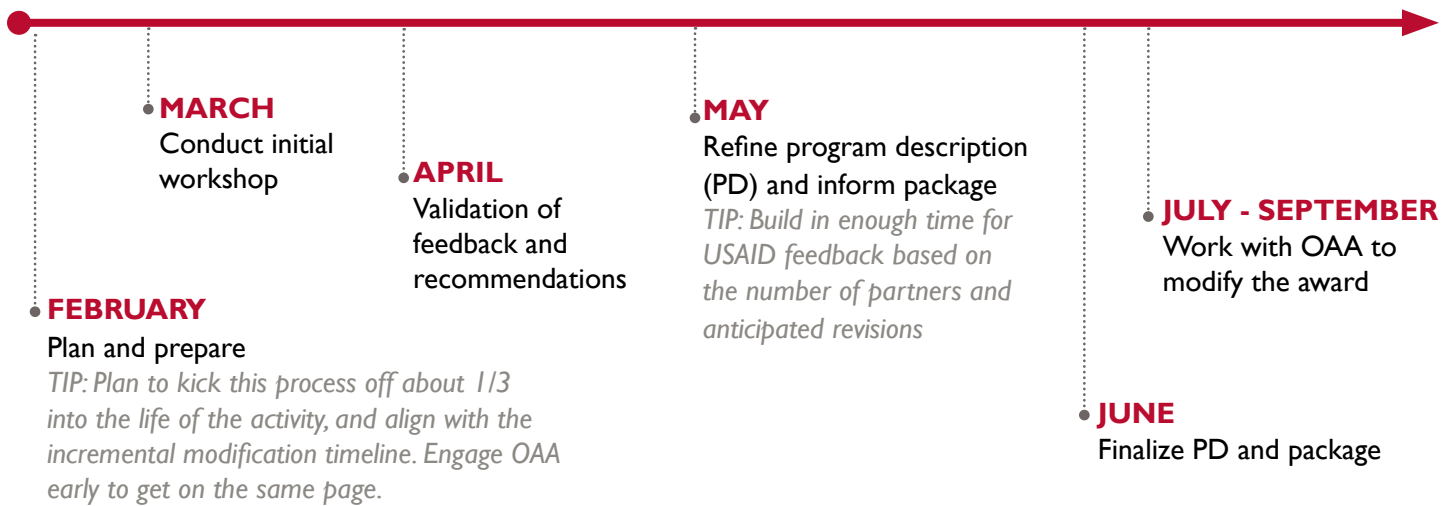 FEBRUARY
Plan and prepare
TIP: Plan to kick this process off about 1/3
into the life of the activity, and align with the
incremental modification timeline. Engage OAA
early to get on the same page.
MARCH
Conduct initial
workshop
APRIL
Validation of
feedback and
recommendations
MAY
Refine program description
(PD) and inform package
TIP: Build in enough time for
USAID feedback based on
the number of partners and
anticipated revisions
JUNE
Finalize PD and package
JULY - SEPTEMBER
Work with OAA to
modify the award